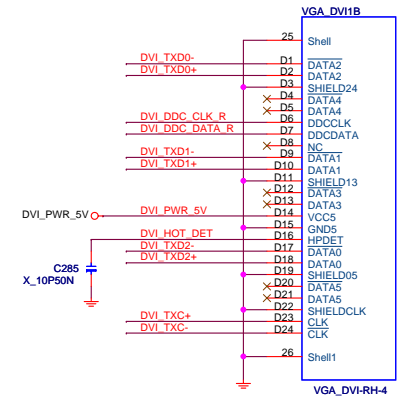 VGA_DVI1B
25 Shell
DVI_TXD0- D1 DATA2
DVI_TXD0+ D2 DATA2
D3 SHIELD24
D4 DATA4
D5 DATA4
DVI_DDC_CLK_R D6 DDCCLK
DVI_DDC_DATA_R D7 DDCDATA
D8 NC
DVI_TXD1- D9 DATA1
DVI_TXD1+ D10 DATA1
D11 SHIELD13
D12 DATA3
D13 DATA3
DVI_PWR_5V DVI_PWR_5V D14 VCC5
D15 GND5
DVI_HOT_DET D16 HPDET
DVI_TXD2- D17 DATA0
DVI_TXD2+ D18 DATA0
D19 SHIELD05
D20 DATA5
D21 DATA5
D22 SHIELDCLK
DVI_TXC+ D23 CLK
DVI_TXC- D24 CLK
C285
X_10P50N
26 Shell1
VGA_DVI-RH-4